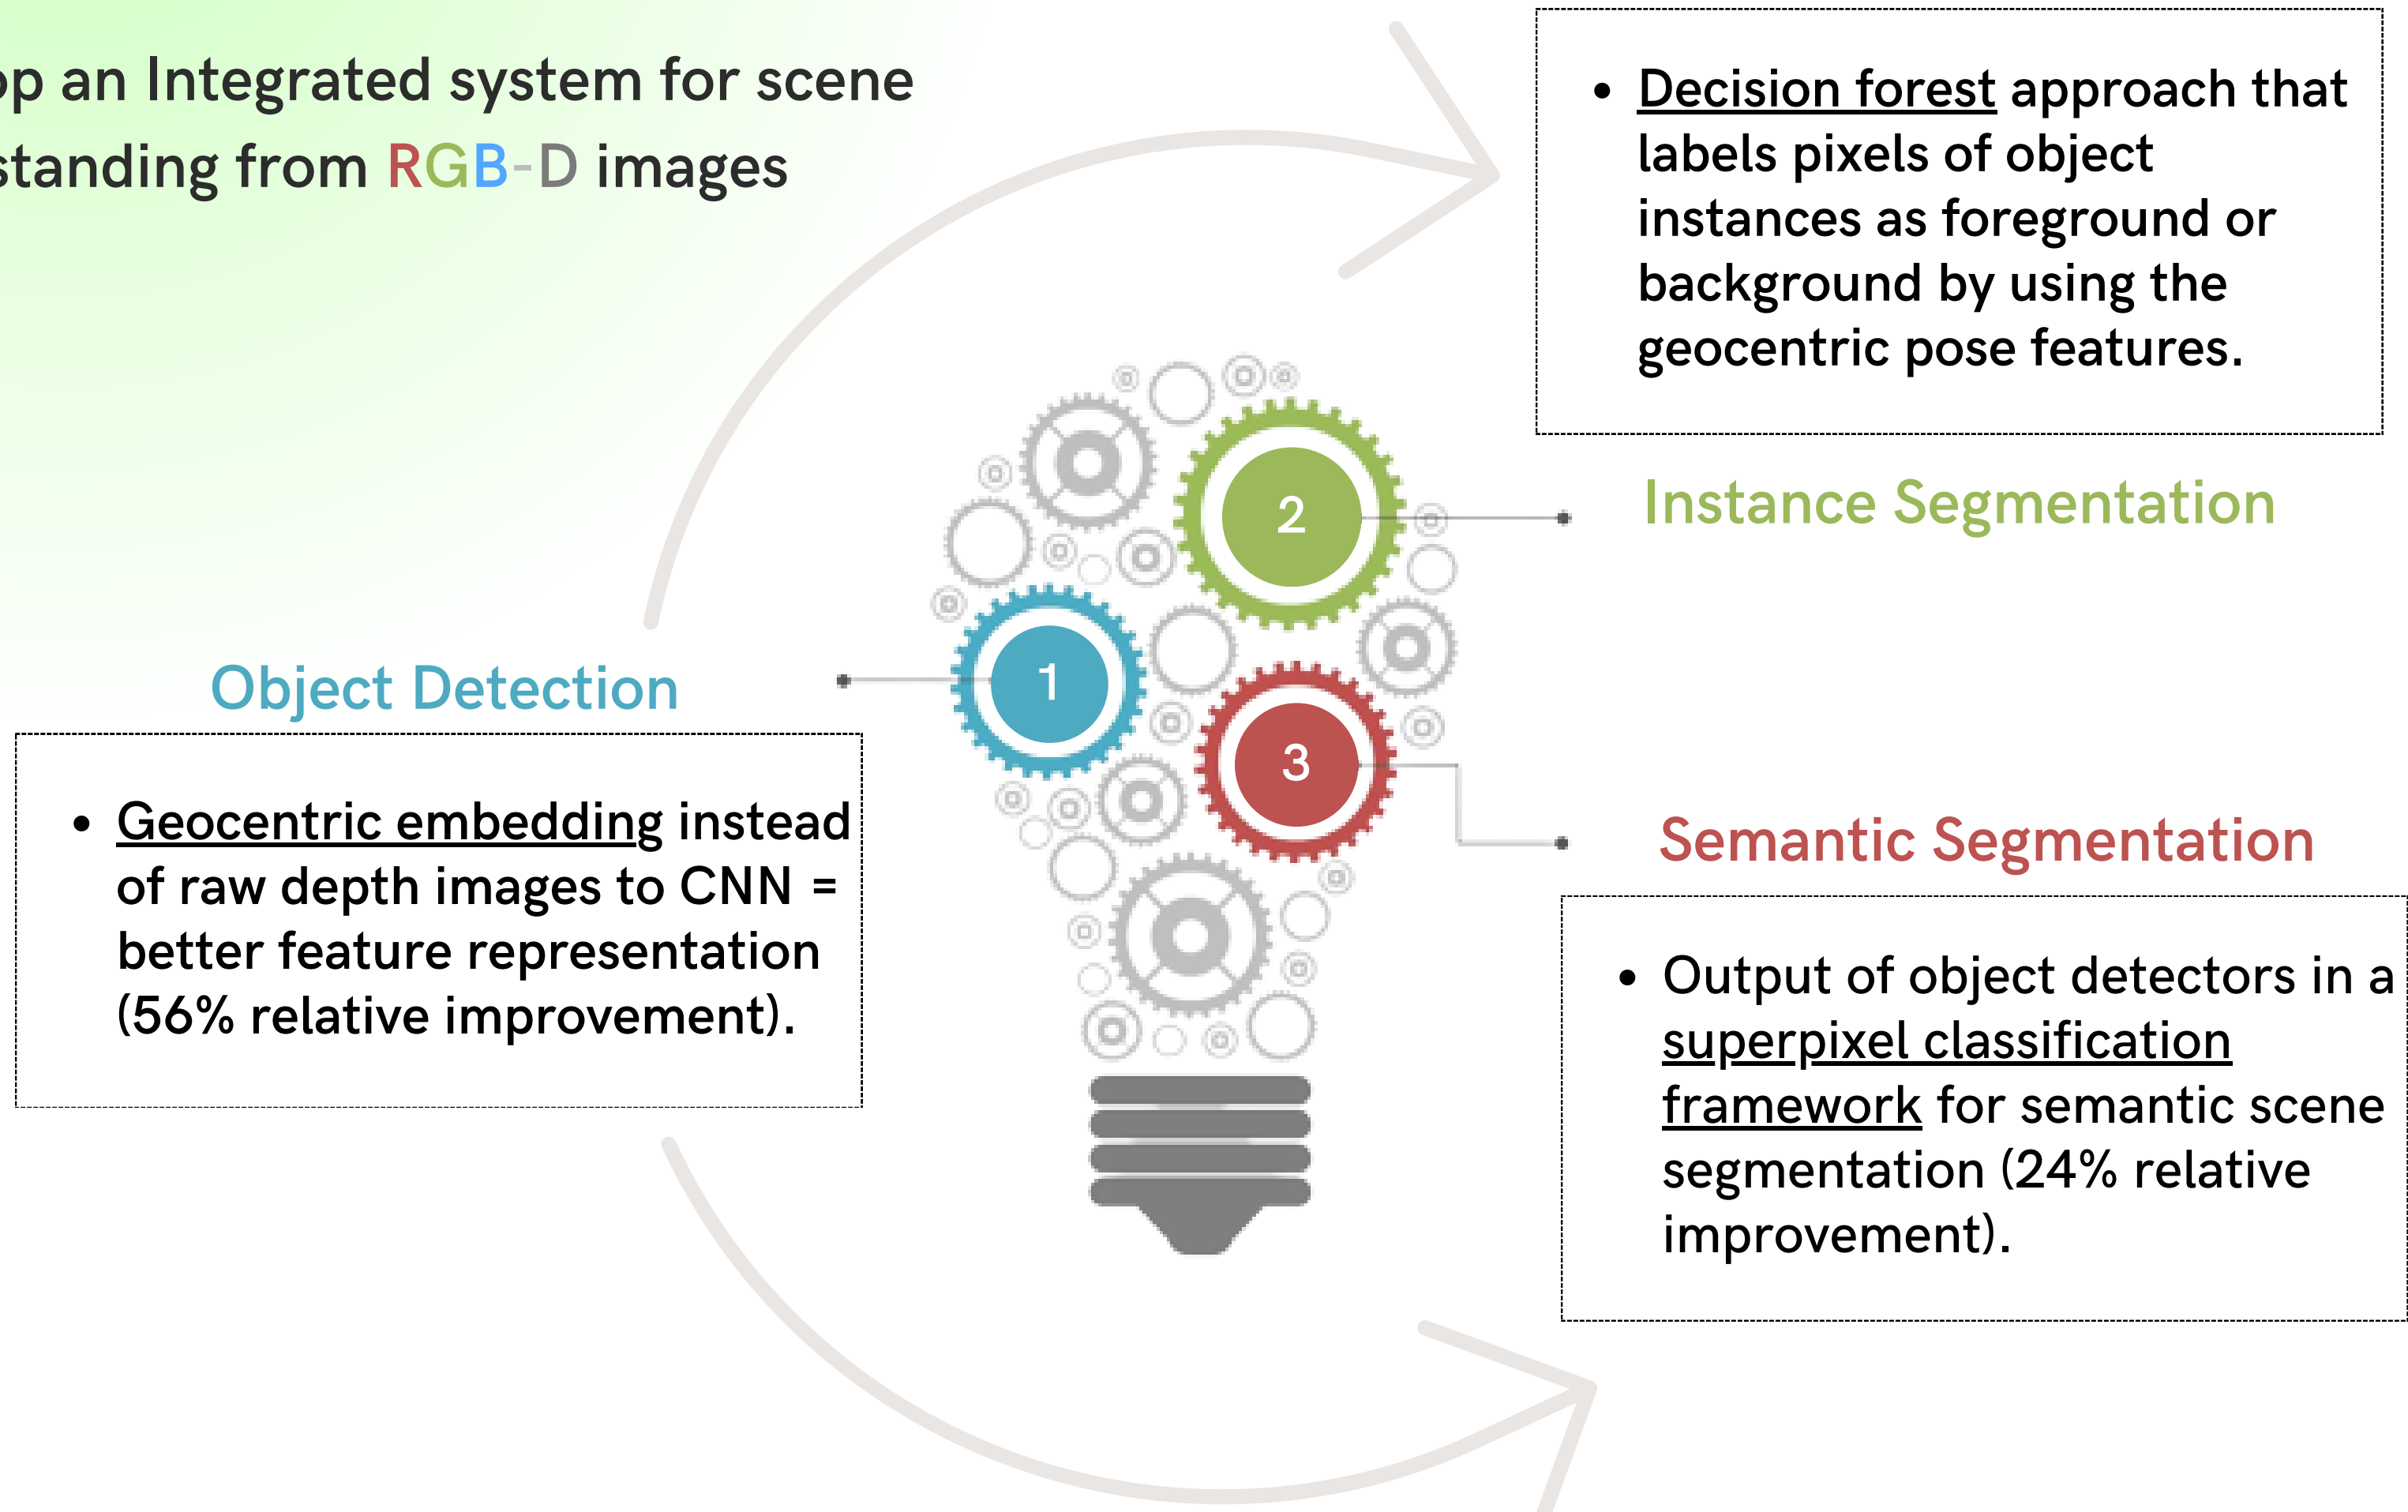 op an Integrated system for scene
standing from RGB-D images
• Decision forest approach that
labels pixels of object
instances as foreground or
background by using the
geocentric pose features.
2
Instance Segmentation
1
Object Detection
3
• Geocentric embedding instead
of raw depth images to CNN =
better feature representation
(56% relative improvement).
Semantic Segmentation
• Output of object detectors in a
superpixel classification
framework for semantic scene
segmentation (24% relative
improvement).